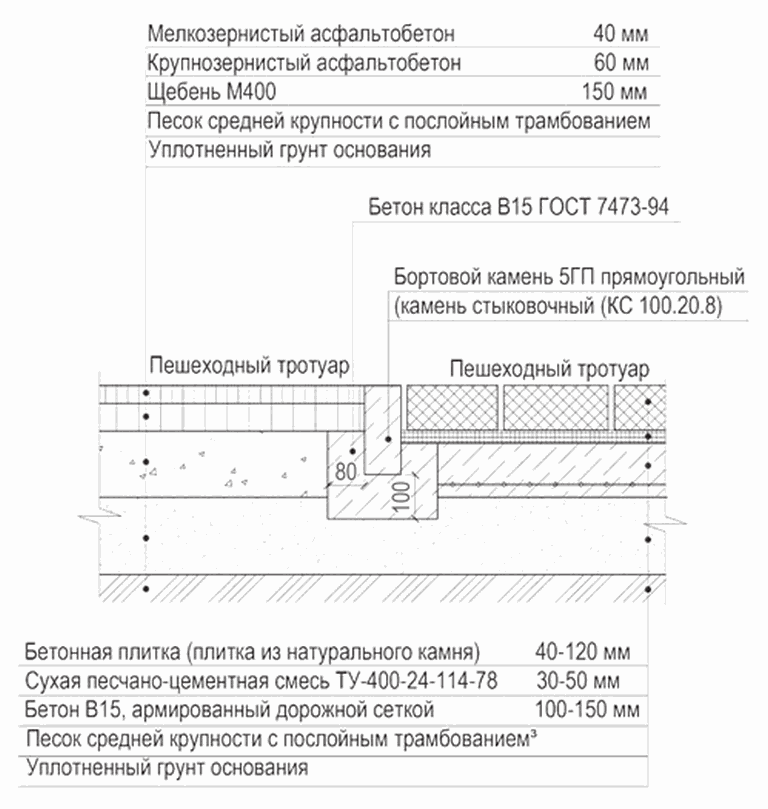 Мелкозернистый асфальтобетон 40 мм
Крупнозернистый асфальтобетон 60 мм
Щебень М400 150 мм
Песок средней крупности с послойным трамбованием
Уплотненный грунт основания
Бетон класса В15 ГОСТ 7473-94
Бортовой камень 5ГП прямоугольный
(камень стыковочный (КС 100.20.8)
Пешеходный тротуар
Пешеходный тротуар
80
100
Бетонная плитка (плитка из натурального камня) 40-120 мм
Сухая песчано-цементная смесь ТУ-400-24-114-78 30-50 мм
Бетон В15, армированный дорожной сеткой 100-150 мм
Песок средней крупности с послойным трамбованием³
Уплотненный грунт основания